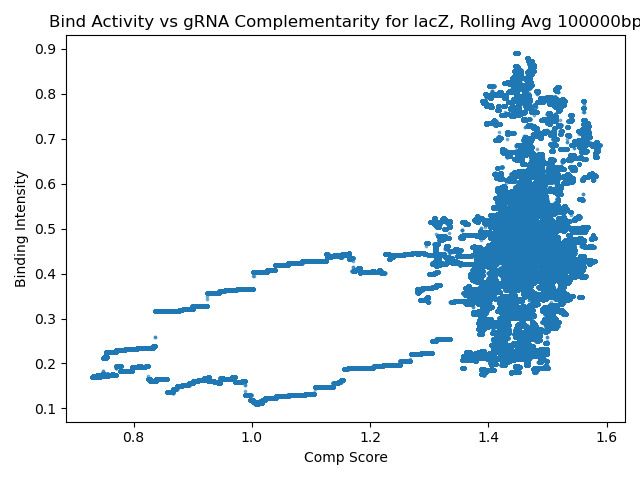 Bind Activity vs gRNA Complementarity for lacZ, Rolling Avg 100000bp
0.9
0.8
0.7
0.6
0.5
0.4
0.3
0.2
0.1
Binding Intensity
0.8 1.0 1.2 1.4 1.6
Comp Score